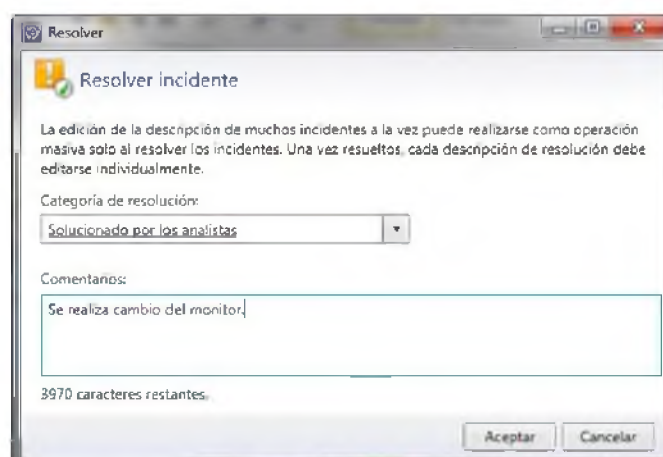 Resolver
Resolver incidente
La edición de la descripción de muchos incidentes a la vez puede realizarse como operación
masiva solo al resolver los incidentes. Una vez resueltos, cada descripción de resolución debe
editarse individualmente.
Categoría de resolución:
Solucionado por los analistas
Comentarios:
Se realiza cambio del monitor.
3970 caracteres restantes.
Aceptar Cancelar